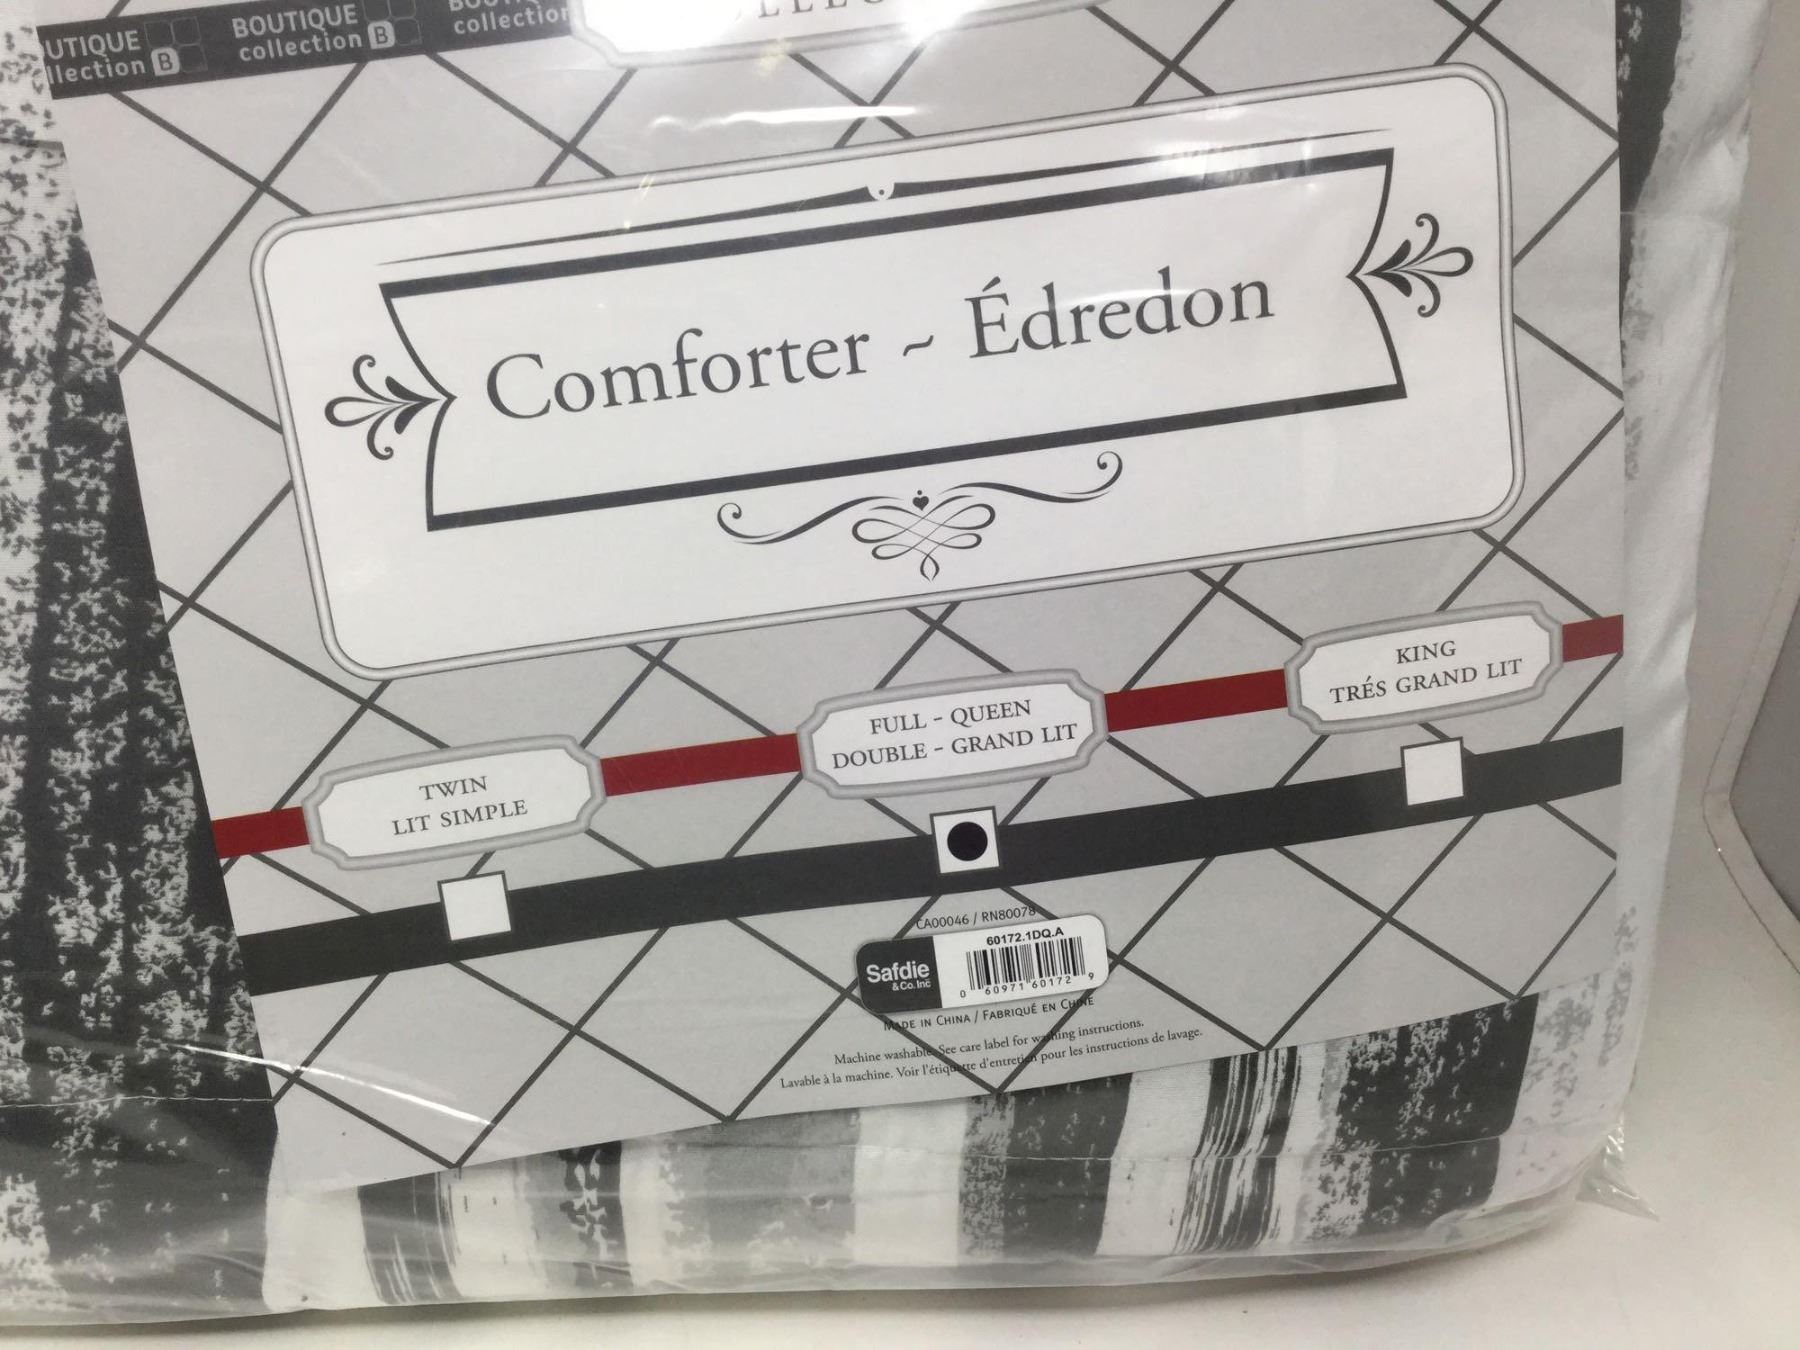 BOUTIQUE
collection B
BOUTIQUE
collection
Comforter ~ Édredon
KING
TRÉS GRAND LIT
FULL - QUEEN
DOUBLE - GRAND LIT
TWIN
LIT SIMPLE
CA00046 / RN80078
60172.1DQ.A
Safdie
& Co. Inc
0 60971 60172 9
MADE IN CHINA / FABRIQUÉ EN CHINE
Machine washable. See care label for washing instructions.
Lavable à la machine. Voir l'étiquette d'entretien pour les instructions de lavage.